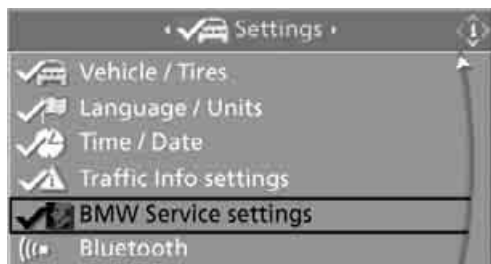 Settings
Vehicle / Tires
Language / Units
Time / Date
Traffic Info settings
BMW Service settings
Bluetooth